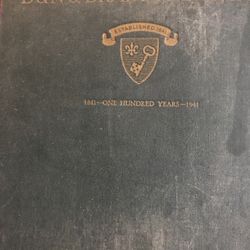 ESTABLISHED 1841
1841—ONE HUNDRED YEARS—1941